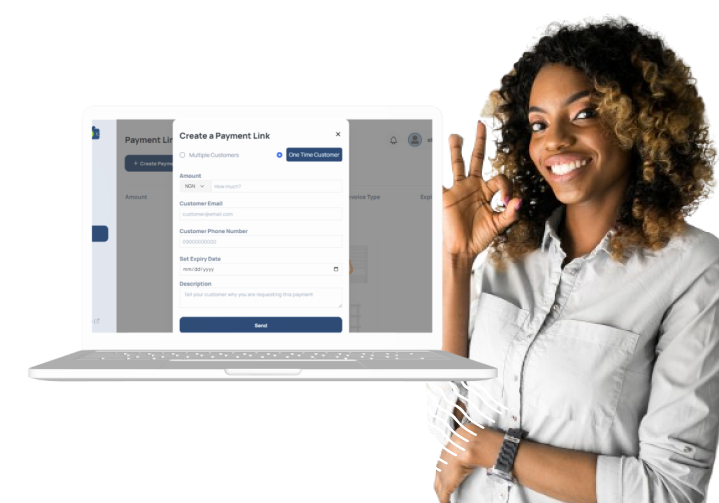 Payment Lin
+ Create Payme
Amount
Invoice Type
Expi
Create a Payment Link
×
Multiple Customers
One Time Customer
Amount
NGN
How much?
Customer Email
customer@email.com
Customer Phone Number
Set Expiry Date
mm/dd/yyyy
Description
Tell your customer why you are requesting this payment
Send